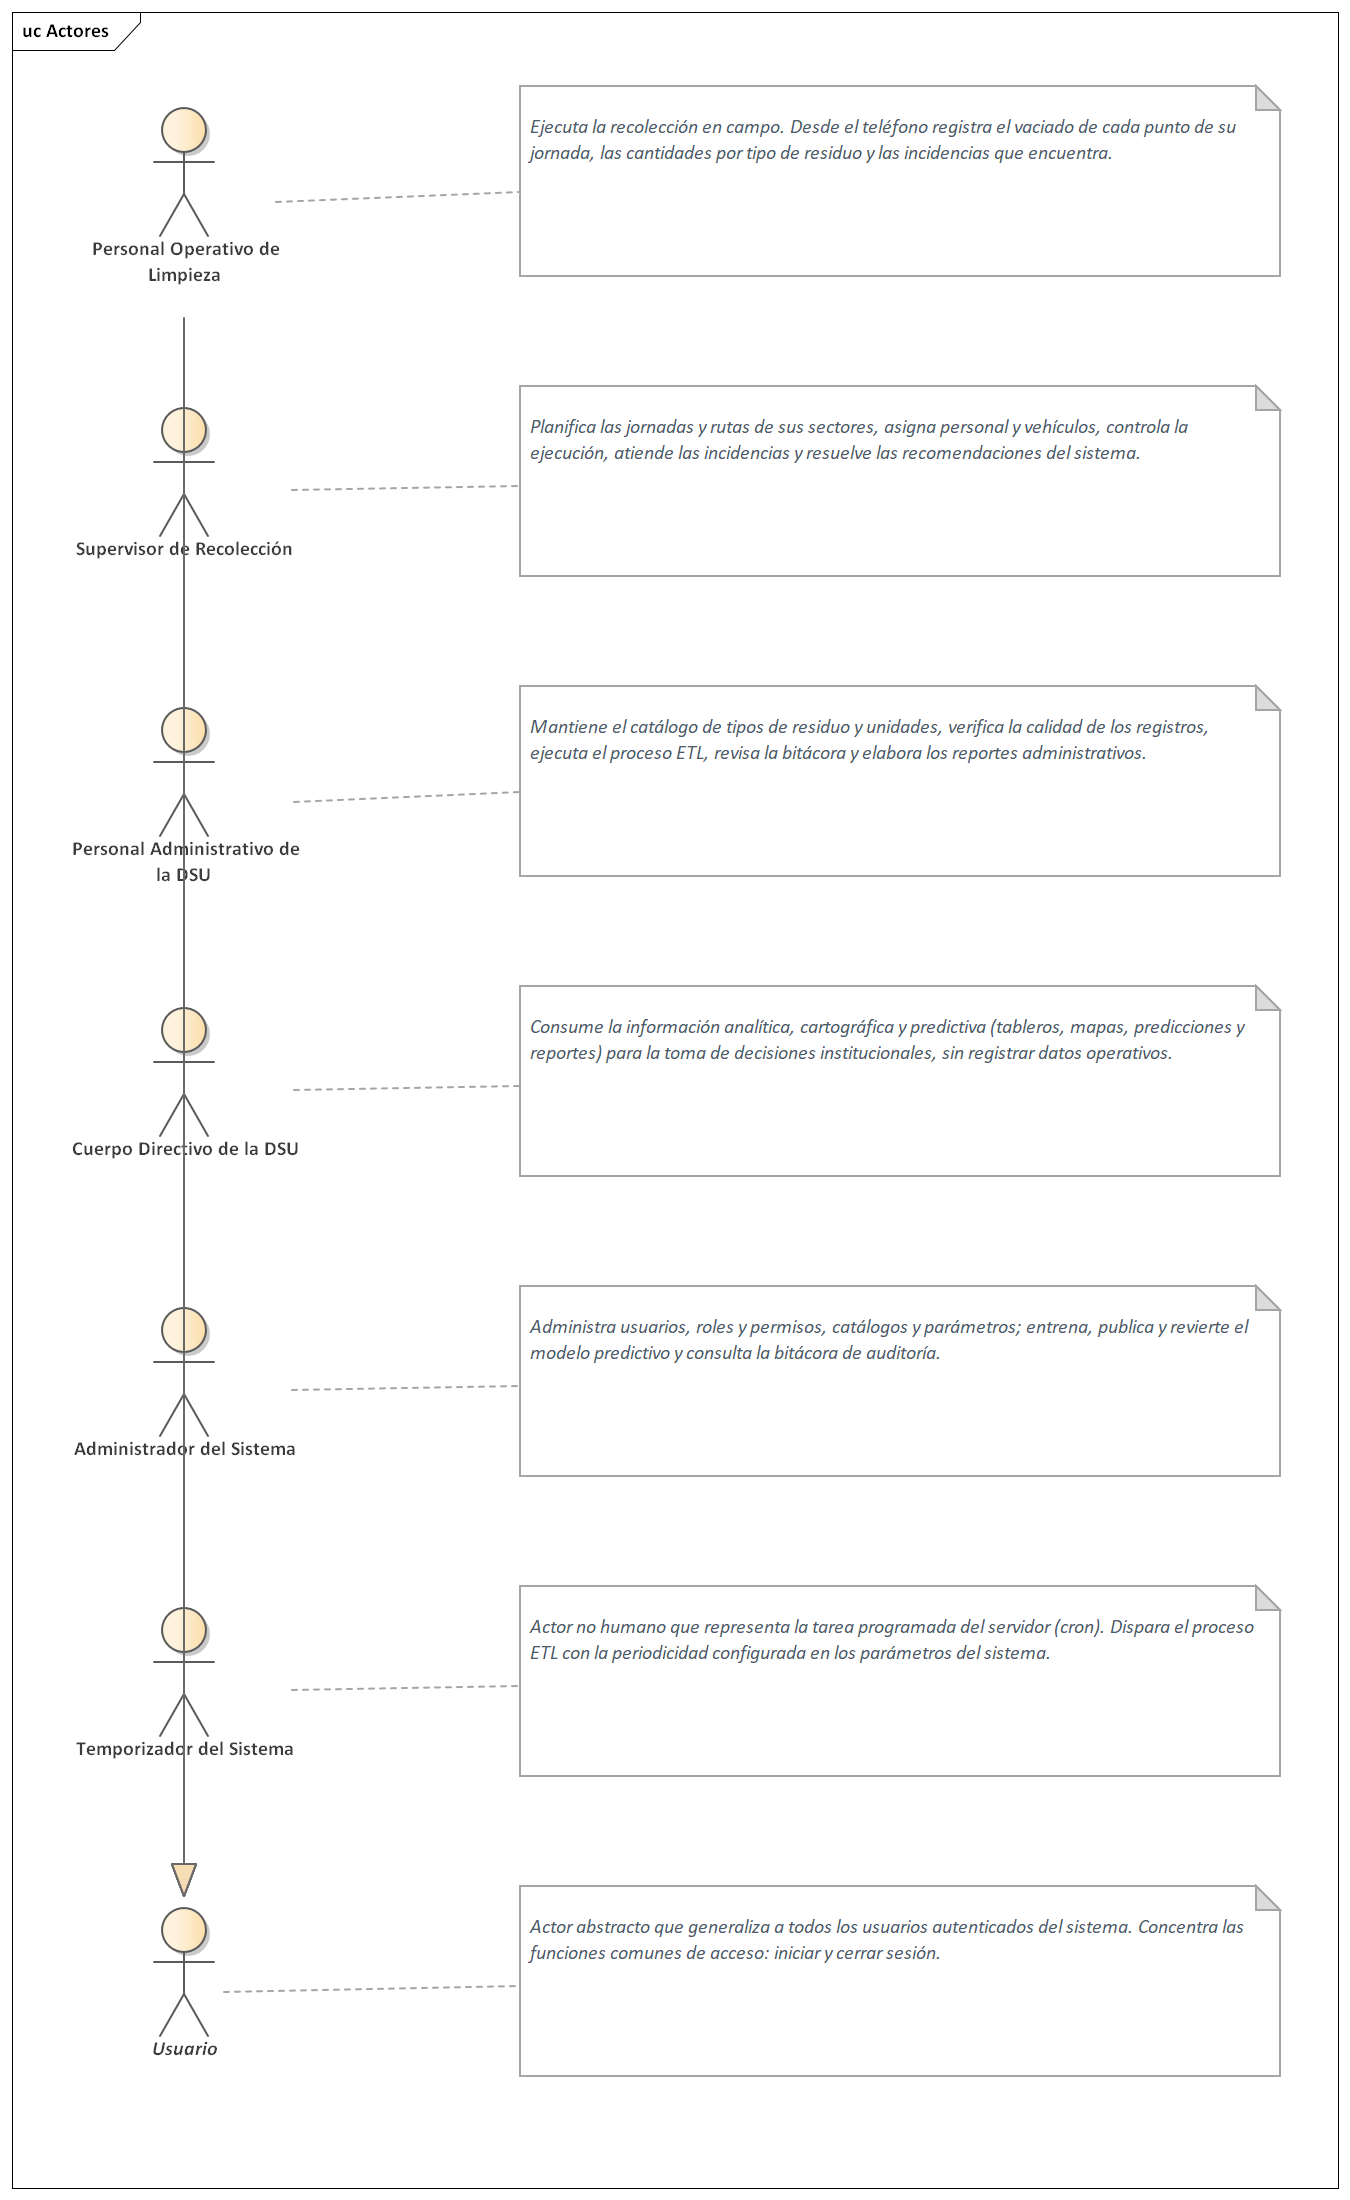 uc Actores
Ejecuta la recolección en campo. Desde el teléfono registra el vaciado de cada punto de su
jornada, las cantidades por tipo de residuo y las incidencias que encuentra.
Personal Operativo de
Limpieza
Planifica las jornadas y rutas de sus sectores, asigna personal y vehículos, controla la
ejecución, atiende las incidencias y resuelve las recomendaciones del sistema.
Supervisor de Recolección
Mantiene el catálogo de tipos de residuo y unidades, verifica la calidad de los registros,
ejecuta el proceso ETL, revisa la bitácora y elabora los reportes administrativos.
Personal Administrativo de
la DSU
Consume la información analítica, cartográfica y predictiva (tableros, mapas, predicciones y
reportes) para la toma de decisiones institucionales, sin registrar datos operativos.
Cuerpo Directivo de la DSU
Administra usuarios, roles y permisos, catálogos y parámetros; entrena, publica y revierte el
modelo predictivo y consulta la bitácora de auditoría.
Administrador del Sistema
Actor no humano que representa la tarea programada del servidor (cron). Dispara el proceso
ETL con la periodicidad configurada en los parámetros del sistema.
Temporizador del Sistema
Actor abstracto que generaliza a todos los usuarios autenticados del sistema. Concentra las
funciones comunes de acceso: iniciar y cerrar sesión.
Usuario